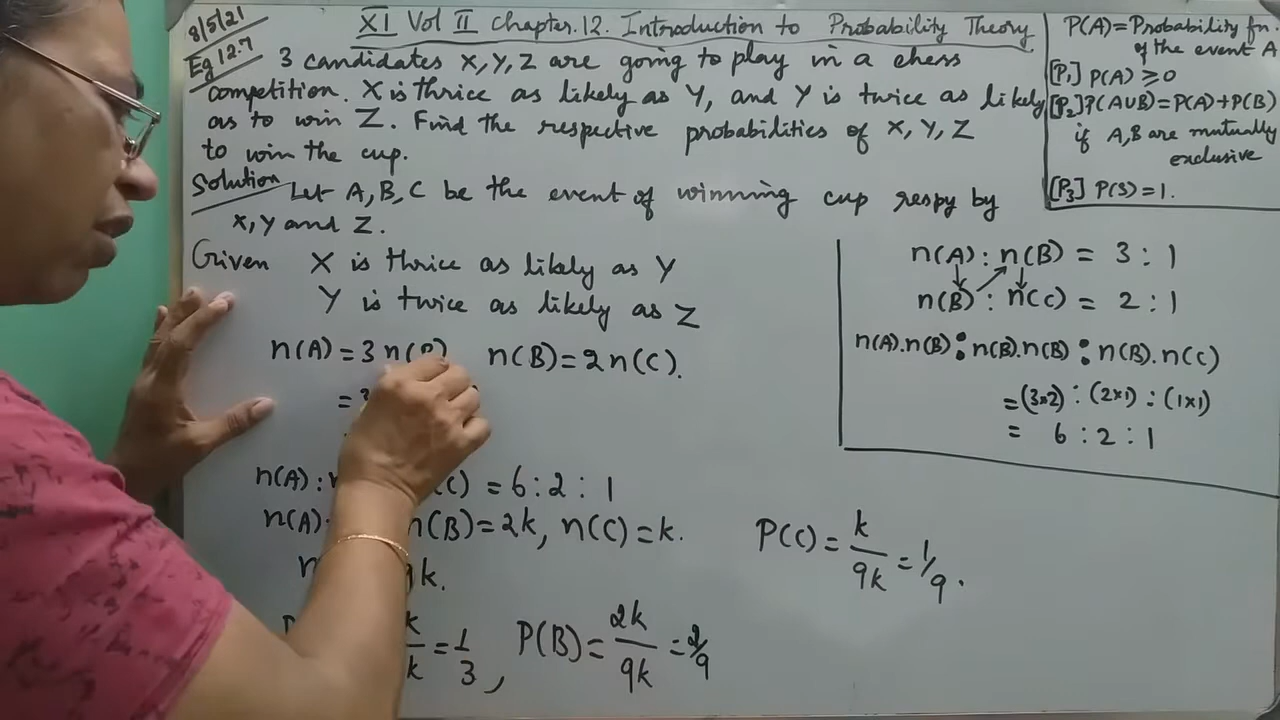 8/5/21
XI Vol II Chapter.12. Introduction to Probability Theory
Eg 12.7
3 candidates X, Y, Z are going to play in a chess
competition. X is thrice as likely as Y, and Y is twice as likely
as to win Z. Find the respective probabilities of X, Y, Z
to win the cup.
Solution Let A, B, C be the event of winning cup respy by
X, Y and Z.
Given X is thrice as likely as Y
Y is twice as likely as Z
n(A) = 3 n(B) n(B) = 2 n(C).
=
n(A) : C) = 6 : 2 : 1
n(A) n(B) = 2k, n(C) = k.
n k.
k/k = 1/3, P(B) = 2k/9k = 2/9
P(C) = k/9k = 1/9.
P(A) = Probability fn.
of the event A
[P1] P(A) ≥ 0
[P2] P(A∪B) = P(A) + P(B)
if A, B are mutually
exclusive
[P3] P(S) = 1.
n(A) : n(B) = 3 : 1
n(B) : n(C) = 2 : 1
n(A).n(B) : n(B).n(B) : n(B).n(C)
= (3×2) : (2×1) : (1×1)
= 6 : 2 : 1